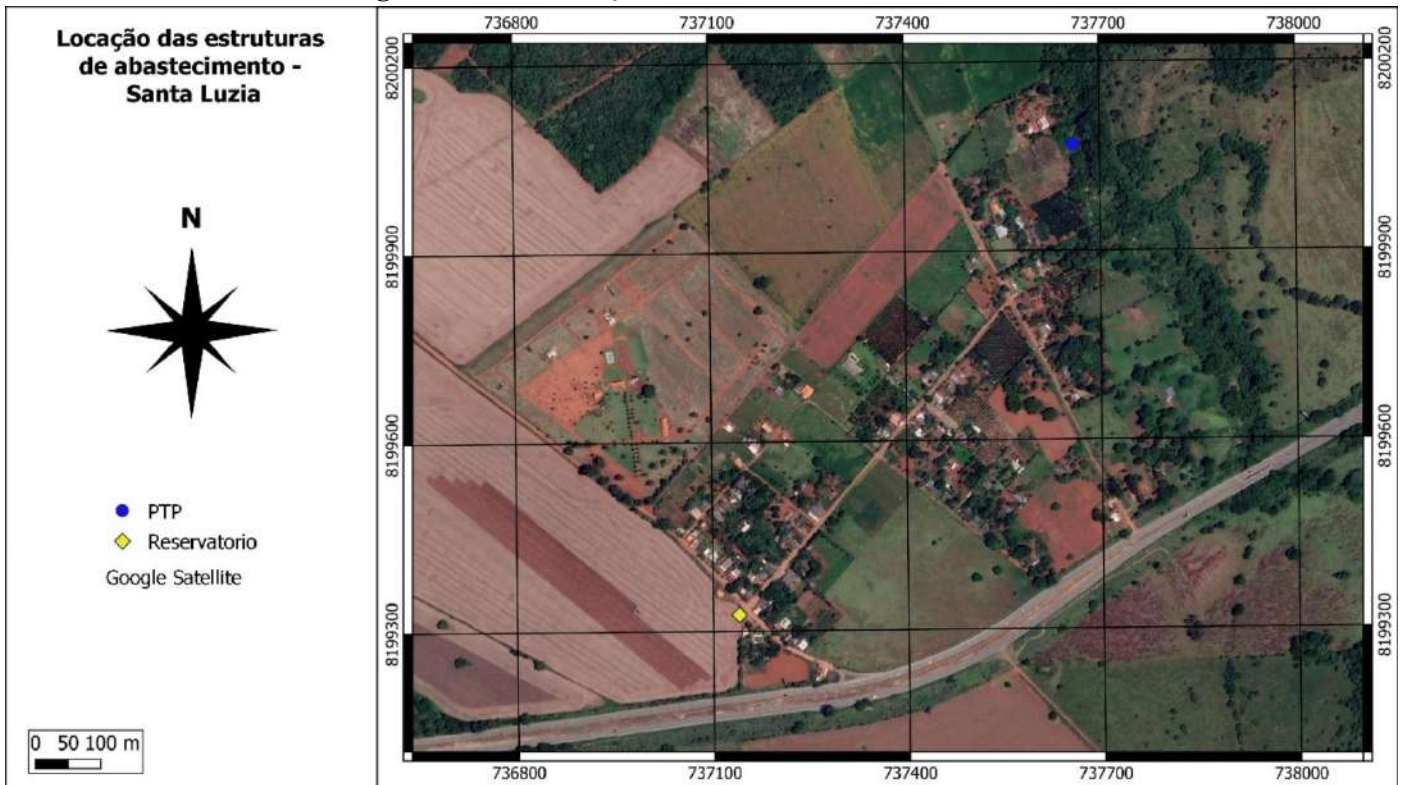 Locação das estruturas
de abastecimento -
Santa Luzia
N
PTP
Reservatorio
Google Satellite
0 50 100 m
736800 737100 737400 737700 738000
8200200 8200200
8199900 8199900
8199600 8199600
8199300 8199300
736800 737100 737400 737700 738000